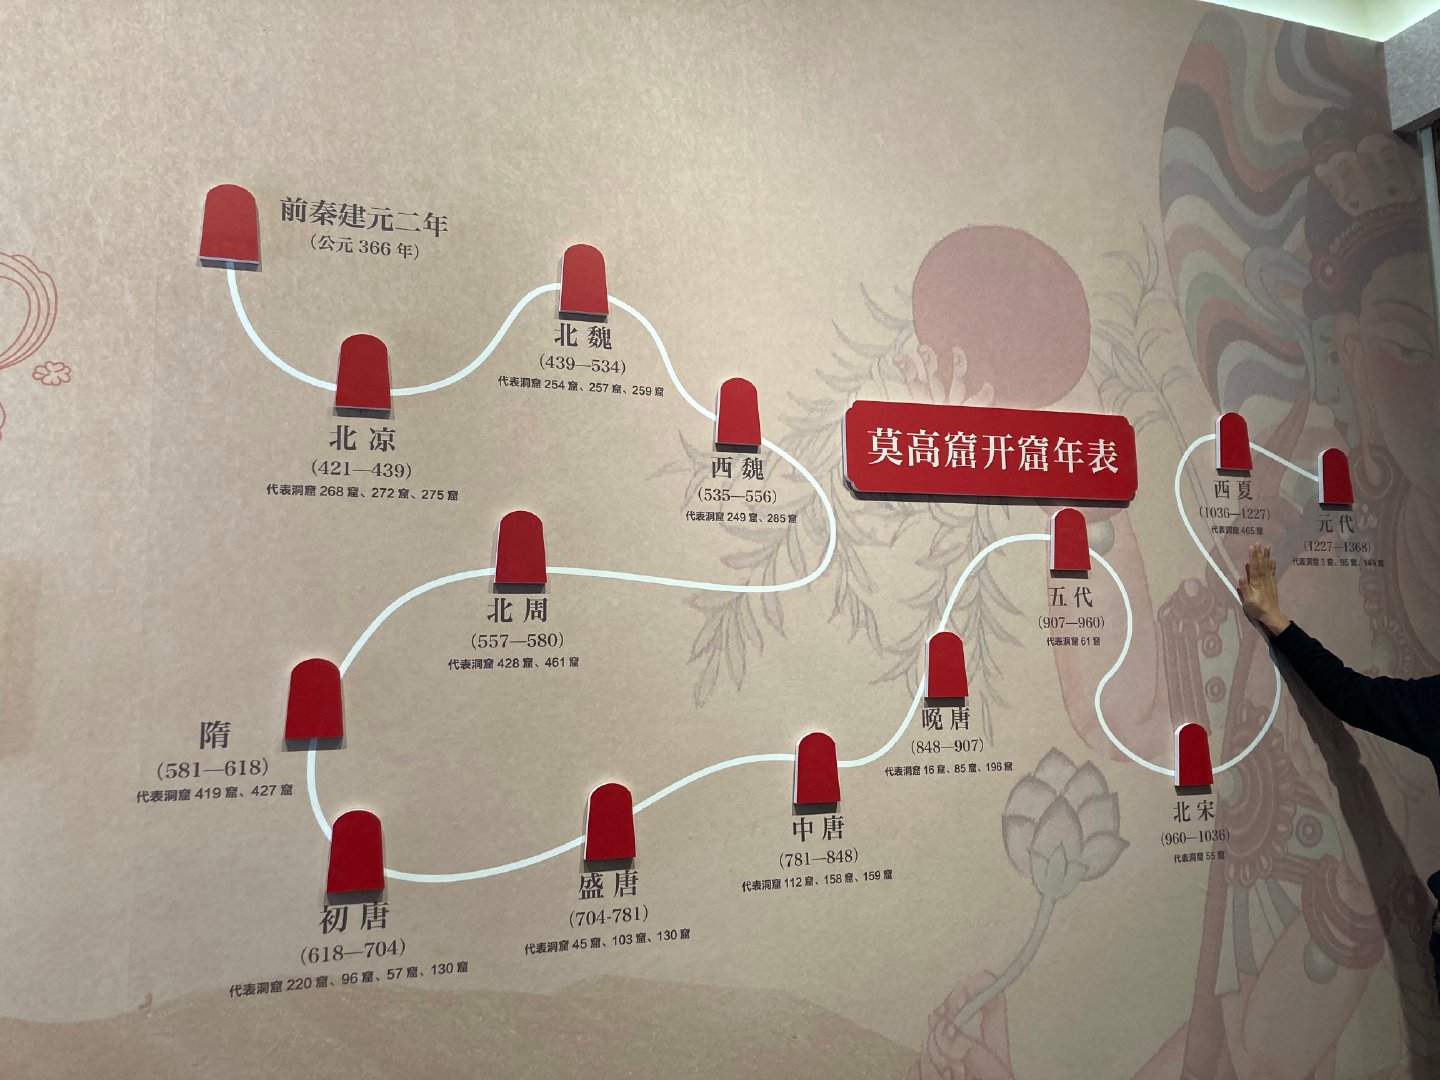 前秦建元二年
（公元 366 年）
北凉
（421—439）
代表洞窟 268 窟、272 窟、275 窟
北魏
（439—534）
代表洞窟 254 窟、257 窟、259 窟
西魏
（535—556）
代表洞窟 249 窟、285 窟
北周
（557—580）
代表洞窟 428 窟、461 窟
隋
（581—618）
代表洞窟 419 窟、427 窟
初唐
（618—704）
代表洞窟 220 窟、96 窟、57 窟、130 窟
盛唐
（704-781）
代表洞窟 45 窟、103 窟、130 窟
中唐
（781—848）
代表洞窟 112 窟、158 窟、159 窟
晚唐
（848—907）
代表洞窟 16 窟、85 窟、196 窟
莫高窟开窟年表
五代
（907—960）
代表洞窟 61 窟
北宋
（960—1036）
代表洞窟 55 窟
西夏
（1036—1227）
代表洞窟 465 窟
元代
（1227—1368）
代表洞窟 3 窟、95 窟、149 窟